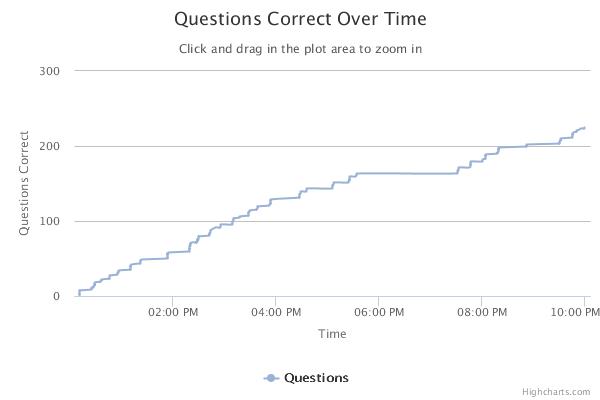 Questions Correct Over Time
Click and drag in the plot area to zoom in
Questions Correct
300
200
100
0
02:00 PM 04:00 PM 06:00 PM 08:00 PM 10:00 PM
Time
Questions
Highcharts.com